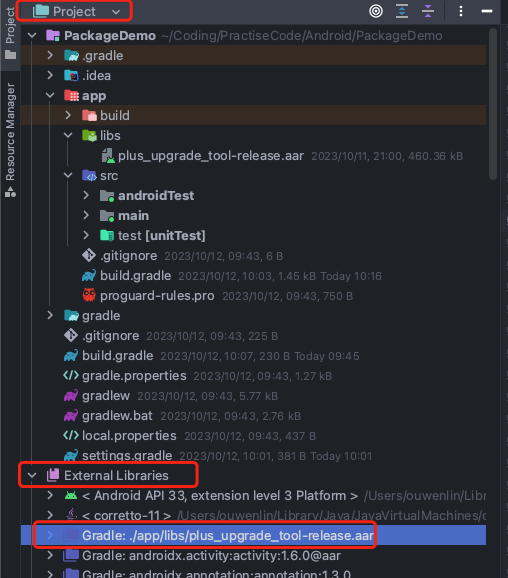 Project
Project
Resource Manager
PackageDemo ~/Coding/PractiseCode/Android/PackageDemo
.gradle
.idea
app
build
libs
plus_upgrade_tool-release.aar 2023/10/11, 21:00, 460.36 kB
src
androidTest
main
test [unitTest]
.gitignore 2023/10/12, 09:43, 6 B
build.gradle 2023/10/12, 10:03, 1.45 kB Today 10:16
proguard-rules.pro 2023/10/12, 09:43, 750 B
gradle
.gitignore 2023/10/12, 09:43, 225 B
build.gradle 2023/10/12, 10:07, 230 B Today 09:45
gradle.properties 2023/10/12, 09:43, 1.27 kB
gradlew 2023/10/12, 09:43, 5.77 kB
gradlew.bat 2023/10/12, 09:43, 2.76 kB
local.properties 2023/10/12, 09:43, 437 B
settings.gradle 2023/10/12, 10:01, 381 B Today 10:01
External Libraries
< Android API 33, extension level 3 Platform > /Users/ouwenlin/Libr
< corretto-11 > /Users/ouwenlin/Library/Java/JavaVirtualMachines/c
Gradle: ./app/libs/plus_upgrade_tool-release.aar
Gradle: androidx.activity:activity:1.6.0@aar
Gradle: androidx.annotation:annotation:1.3.0